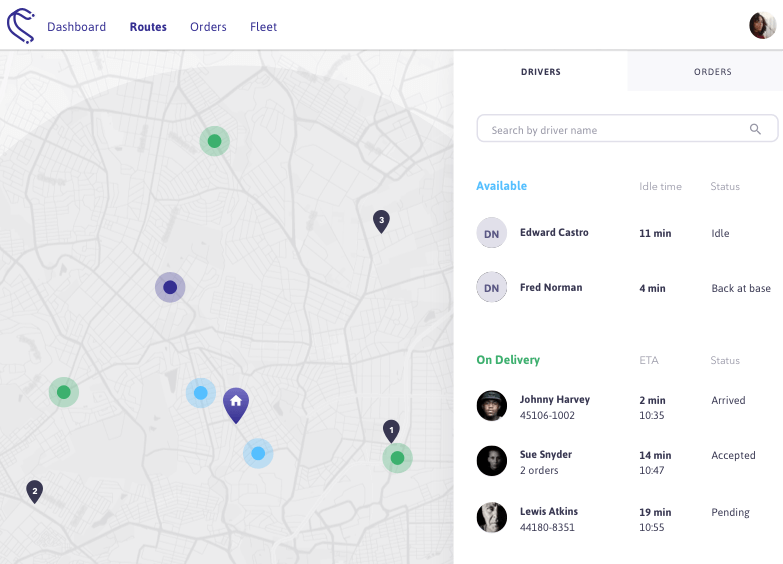 Dashboard Routes Orders Fleet
DRIVERS ORDERS
Search by driver name
Available Idle time Status
DN Edward Castro 11 min Idle
DN Fred Norman 4 min Back at base
On Delivery ETA Status
Johnny Harvey 2 min Arrived
45106-1002 10:35
Sue Snyder 14 min Accepted
2 orders 10:47
Lewis Atkins 19 min Pending
44180-8351 10:55
3
1
2